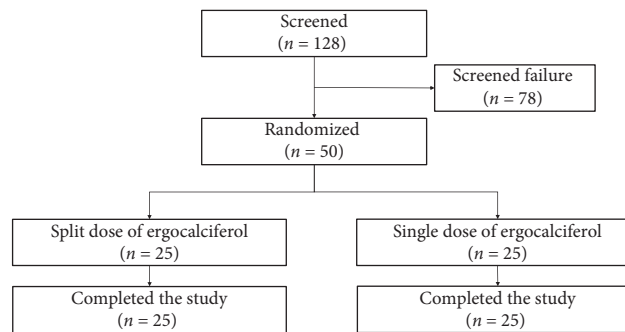 Screened
(n = 128)
Screened failure
(n = 78)
Randomized
(n = 50)
Split dose of ergocalciferol
(n = 25)
Single dose of ergocalciferol
(n = 25)
Completed the study
(n = 25)
Completed the study
(n = 25)